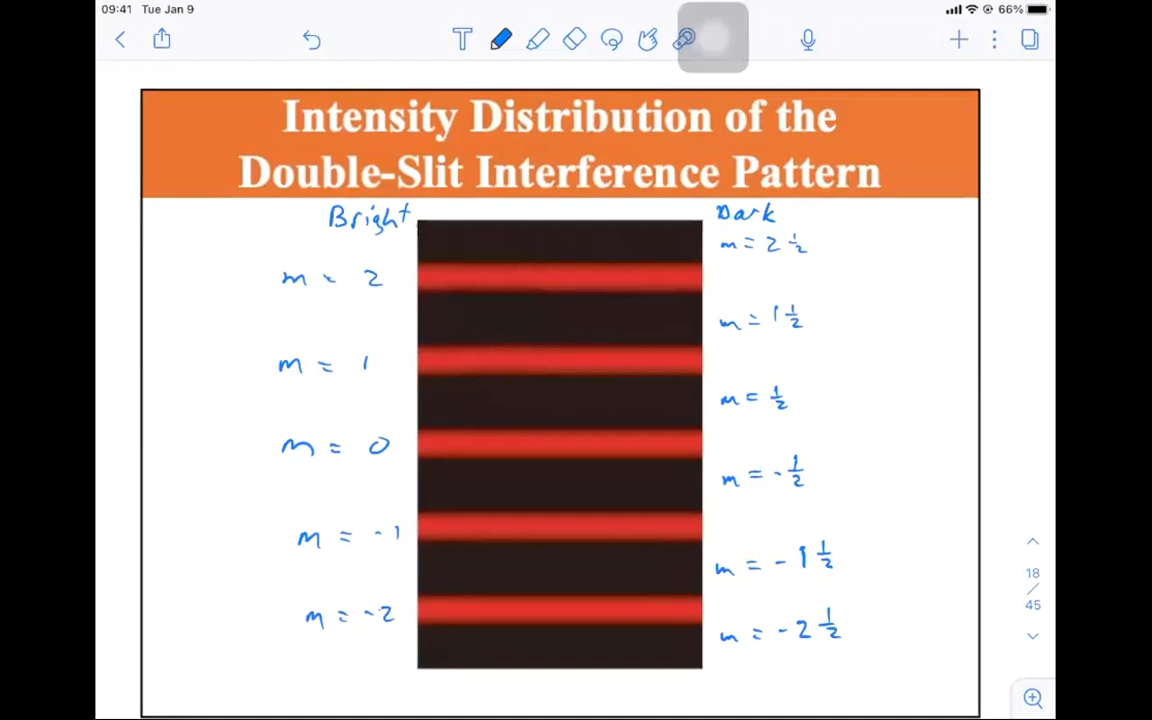 09:41 Tue Jan 9
66%
T
Intensity Distribution of the
Double-Slit Interference Pattern
Bright
Dark
m = 2 1/2
m = 2
m = 1 1/2
m = 1
m = 1/2
m = 0
m = - 1/2
m = -1
m = - 1 1/2
m = -2
m = - 2 1/2
18
/
45